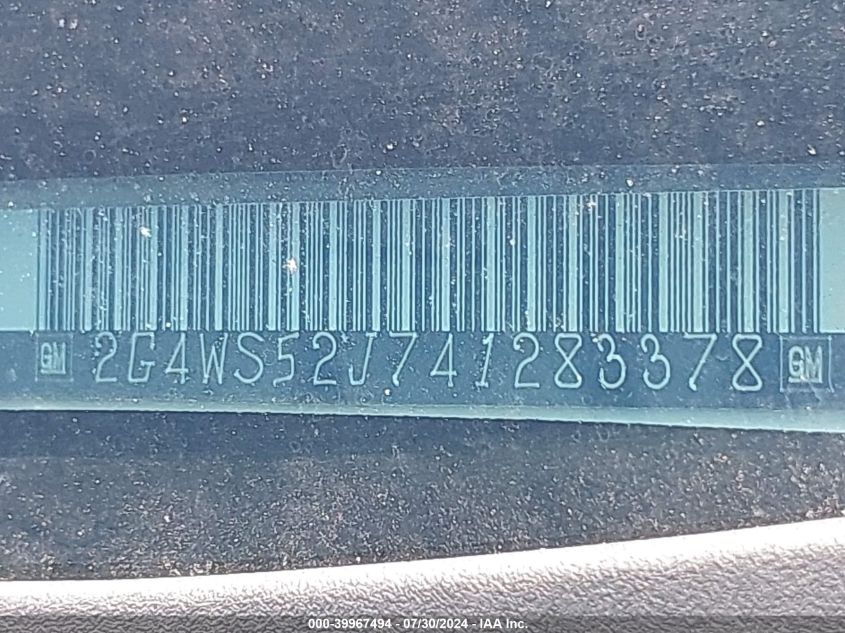 GM 2G4WS52J741283378 GM
000-39967494 - 07/30/2024 - IAA Inc.